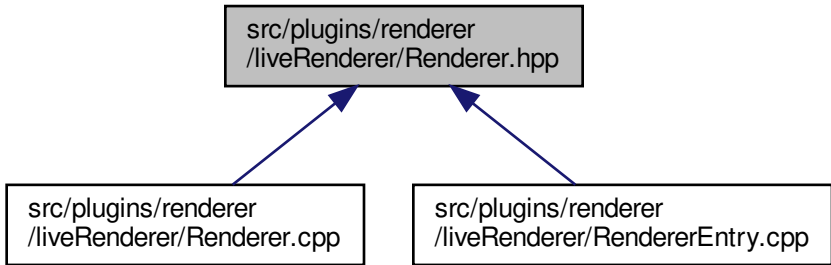 src/plugins/renderer
/liveRenderer/Renderer.hpp
src/plugins/renderer
/liveRenderer/Renderer.cpp
src/plugins/renderer
/liveRenderer/RendererEntry.cpp